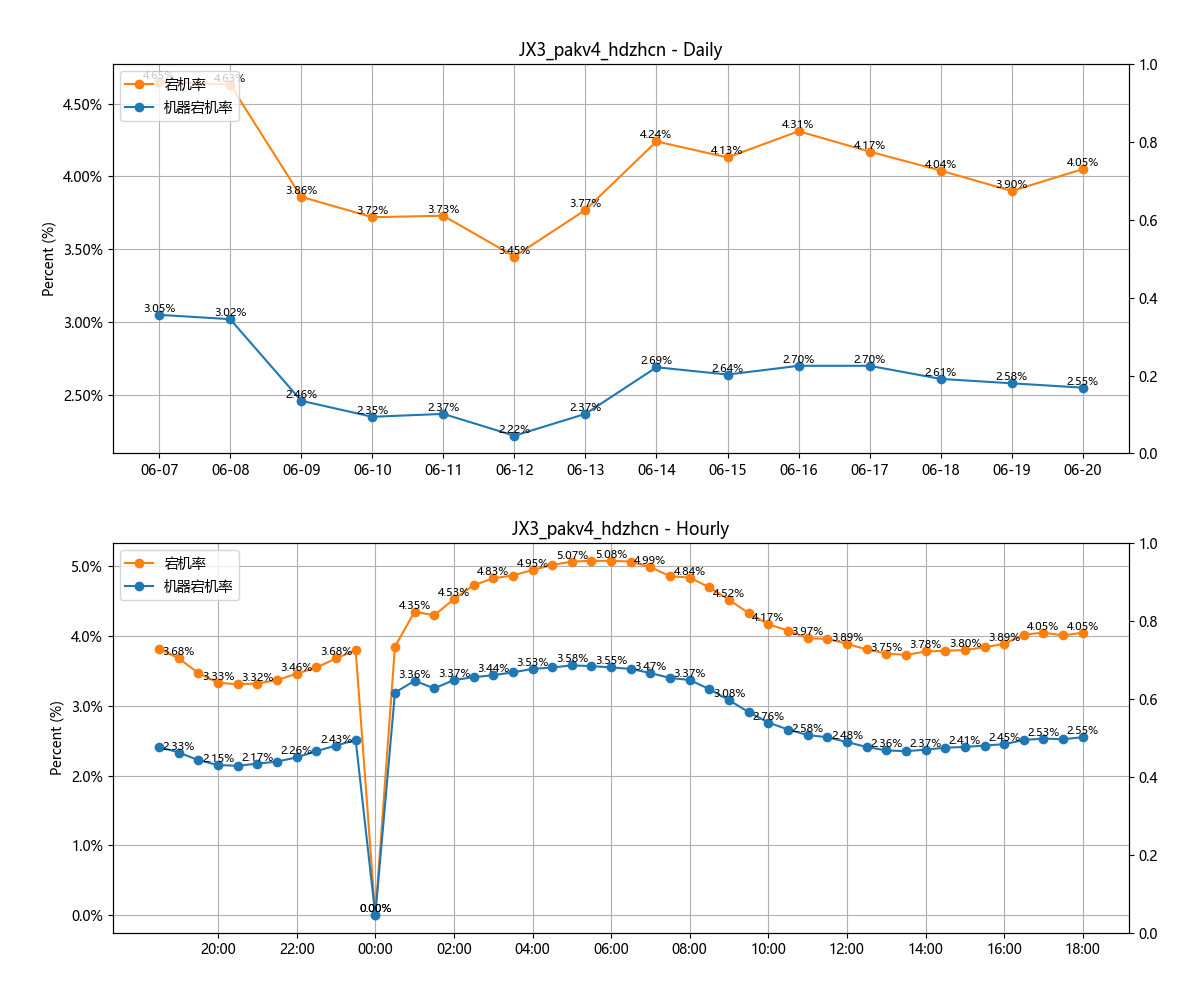 JX3_pakv4_hdzhcn - Daily
宕机率
机器宕机率
Percent (%)
4.50%
4.00%
3.50%
3.00%
2.50%
1.0
0.8
0.6
0.4
0.2
0.0
4.65% 4.63% 3.86% 3.72% 3.73% 3.45% 3.77% 4.24% 4.13% 4.31% 4.17% 4.04% 3.90% 4.05%
3.05% 3.02% 2.46% 2.35% 2.37% 2.22% 2.37% 2.69% 2.64% 2.70% 2.70% 2.61% 2.58% 2.55%
06-07 06-08 06-09 06-10 06-11 06-12 06-13 06-14 06-15 06-16 06-17 06-18 06-19 06-20
JX3_pakv4_hdzhcn - Hourly
宕机率
机器宕机率
Percent (%)
5.0%
4.0%
3.0%
2.0%
1.0%
0.0%
1.0
0.8
0.6
0.4
0.2
0.0
3.68% 3.33% 3.32% 3.46% 3.68% 0.00% 4.35% 4.53% 4.83% 4.95% 5.07% 5.08% 4.99% 4.84% 4.52% 4.17% 3.97% 3.89% 3.75% 3.78% 3.80% 3.89% 4.05% 4.05%
2.33% 2.15% 2.17% 2.26% 2.43% 0.00% 3.36% 3.37% 3.44% 3.53% 3.58% 3.55% 3.47% 3.37% 3.08% 2.76% 2.58% 2.48% 2.36% 2.37% 2.41% 2.45% 2.53% 2.55%
20:00 22:00 00:00 02:00 04:00 06:00 08:00 10:00 12:00 14:00 16:00 18:00